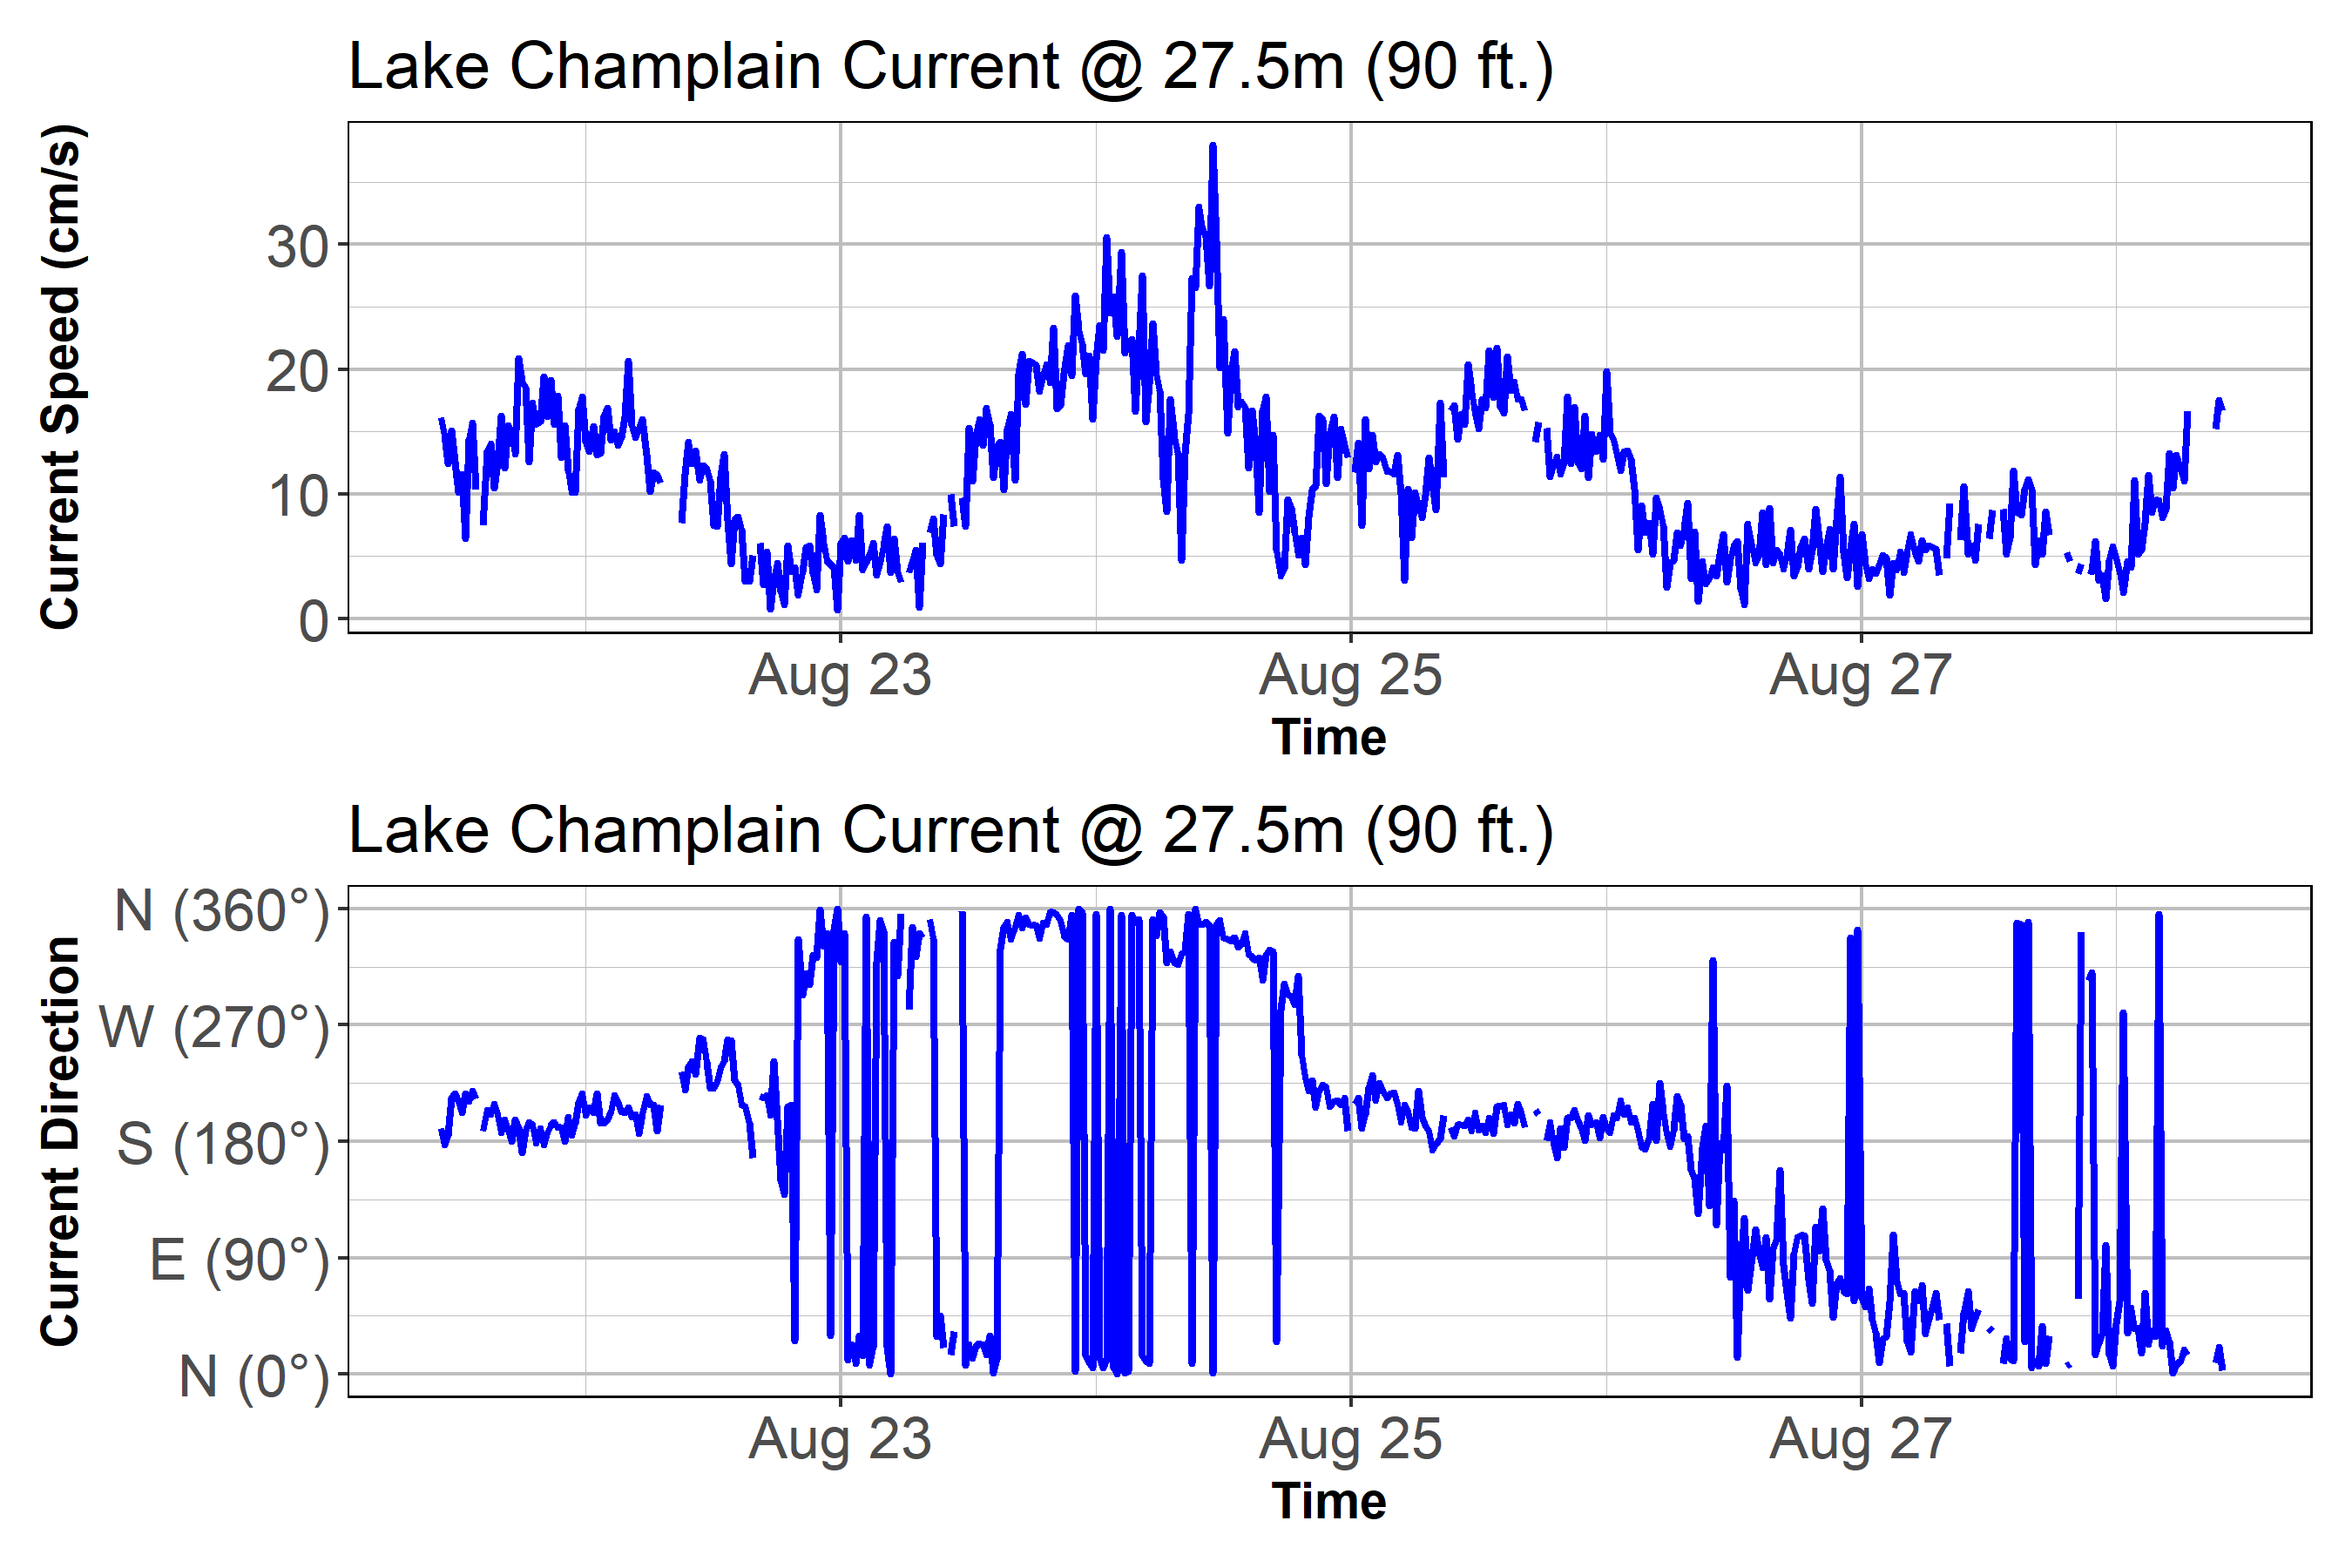 Lake Champlain Current @ 27.5m (90 ft.)
Current Speed (cm/s)
30
20
10
0
Aug 23 Aug 25 Aug 27
Time
Lake Champlain Current @ 27.5m (90 ft.)
Current Direction
N (360°)
W (270°)
S (180°)
E (90°)
N (0°)
Aug 23 Aug 25 Aug 27
Time